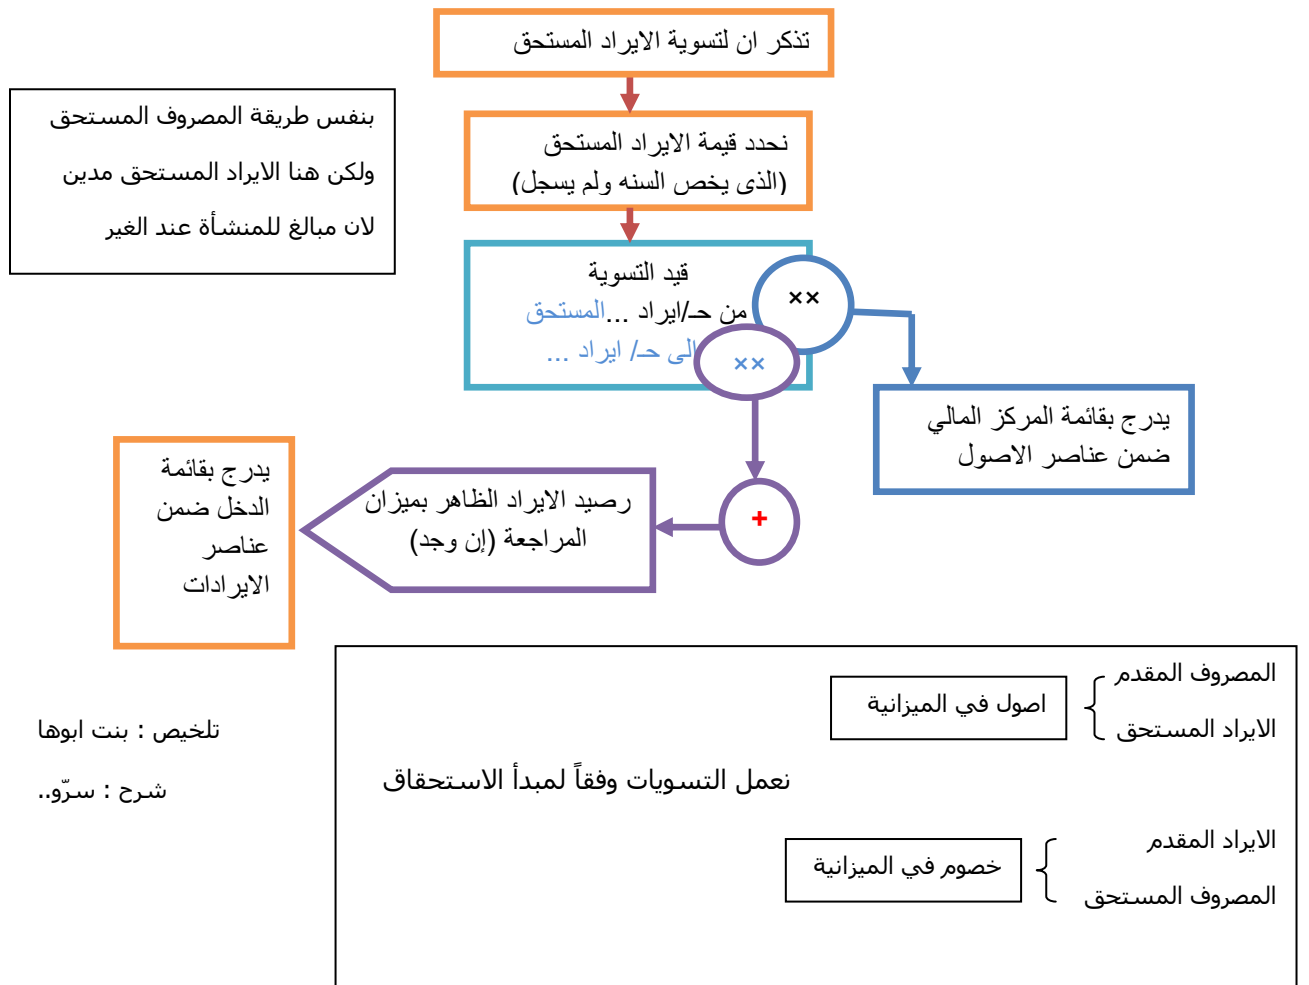 تذكر ان لتسوية الايراد المستحق
بنفس طريقة المصروف المستحق
ولكن هنا الايراد المستحق مدين
لان مبالغ للمنشأة عند الغير
نحدد قيمة الايراد المستحق
(الذى يخص السنه ولم يسجل)
قيد التسوية
×× من حـ/ايراد ...المستحق
×× الى حـ/ ايراد ...
يدرج بقائمة المركز المالي
ضمن عناصر الاصول
+
رصيد الايراد الظاهر بميزان
المراجعة (إن وجد)
يدرج بقائمة
الدخل ضمن
عناصر
الايرادات
المصروف المقدم
الايراد المستحق
اصول في الميزانية
نعمل التسويات وفقاً لمبدأ الاستحقاق
الايراد المقدم
المصروف المستحق
خصوم في الميزانية
تلخيص : بنت ابوها
شرح : سرّو..